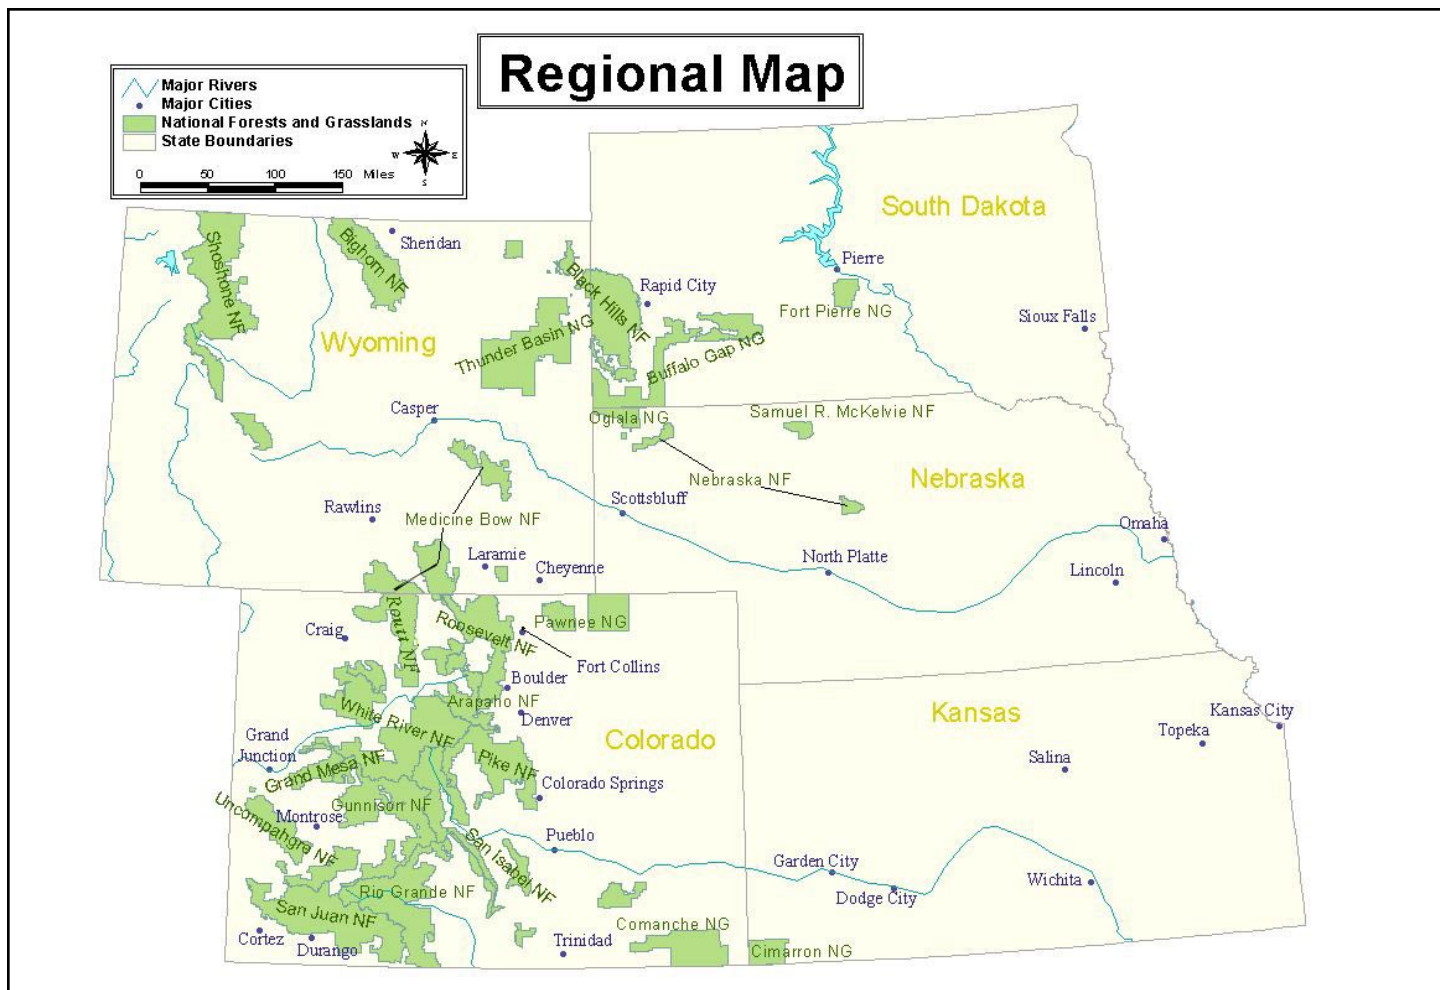 Regional Map
Major Rivers
Major Cities
National Forests and Grasslands
State Boundaries
N
W
E
S
0
50
100
150
Miles
South Dakota
Shoshone NF
Bighorn NF
Sheridan
Black Hills NF
Rapid City
Pierre
Fort Pierre NG
Sioux Falls
Wyoming
Thunder Basin NG
Buffalo Gap NG
Casper
Oglala NG
Samuel R. McKelvie NF
Nebraska NF
Nebraska
Rawlins
Medicine Bow NF
Scottsbluff
Omaha
Laramie
Cheyenne
North Platte
Lincoln
Routt NF
Roosevelt NF
Pawnee NG
Craig
Fort Collins
Boulder
Arapaho NF
White River NF
Denver
Colorado
Kansas
Kansas City
Topeka
Grand
Junction
Grand Mesa NF
Pike NF
Salina
Colorado Springs
Uncompahgre NF
Montrose
Gunnison NF
San Isabel NF
Pueblo
Garden City
Dodge City
Wichita
Rio Grande NF
San Juan NF
Cortez
Durango
Trinidad
Comanche NG
Cimarron NG